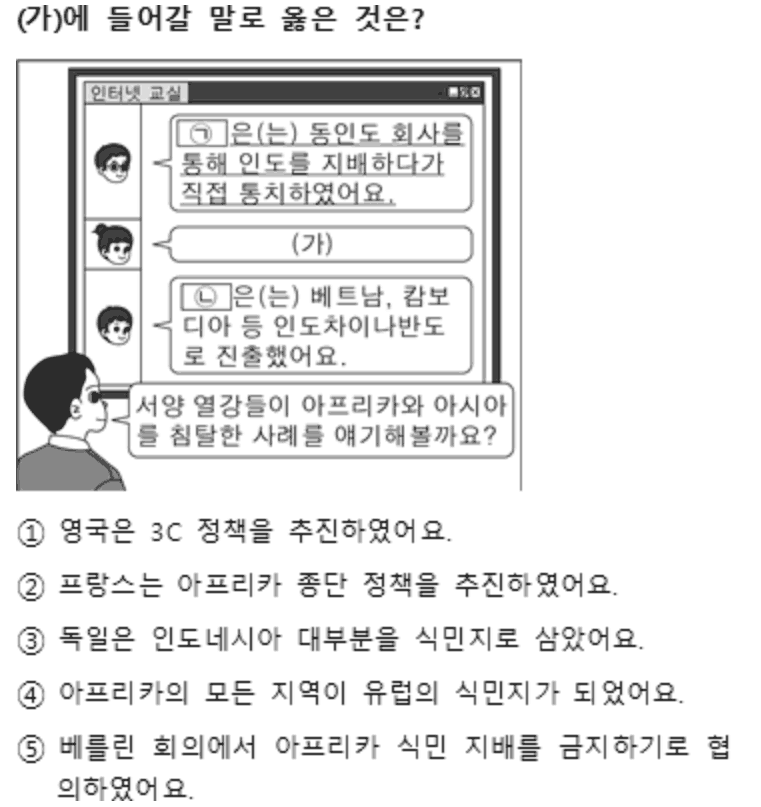 (가)에 들어갈 말로 옳은 것은?
인터넷 교실
㉠은(는) 동인도 회사를
통해 인도를 지배하다가
직접 통치하였어요.
(가)
㉡은(는) 베트남, 캄보
디아 등 인도차이나반도
로 진출했어요.
서양 열강들이 아프리카와 아시아
를 침탈한 사례를 얘기해볼까요?
① 영국은 3C 정책을 추진하였어요.
② 프랑스는 아프리카 종단 정책을 추진하였어요.
③ 독일은 인도네시아 대부분을 식민지로 삼았어요.
④ 아프리카의 모든 지역이 유럽의 식민지가 되었어요.
⑤ 베를린 회의에서 아프리카 식민 지배를 금지하기로 협
의하였어요.